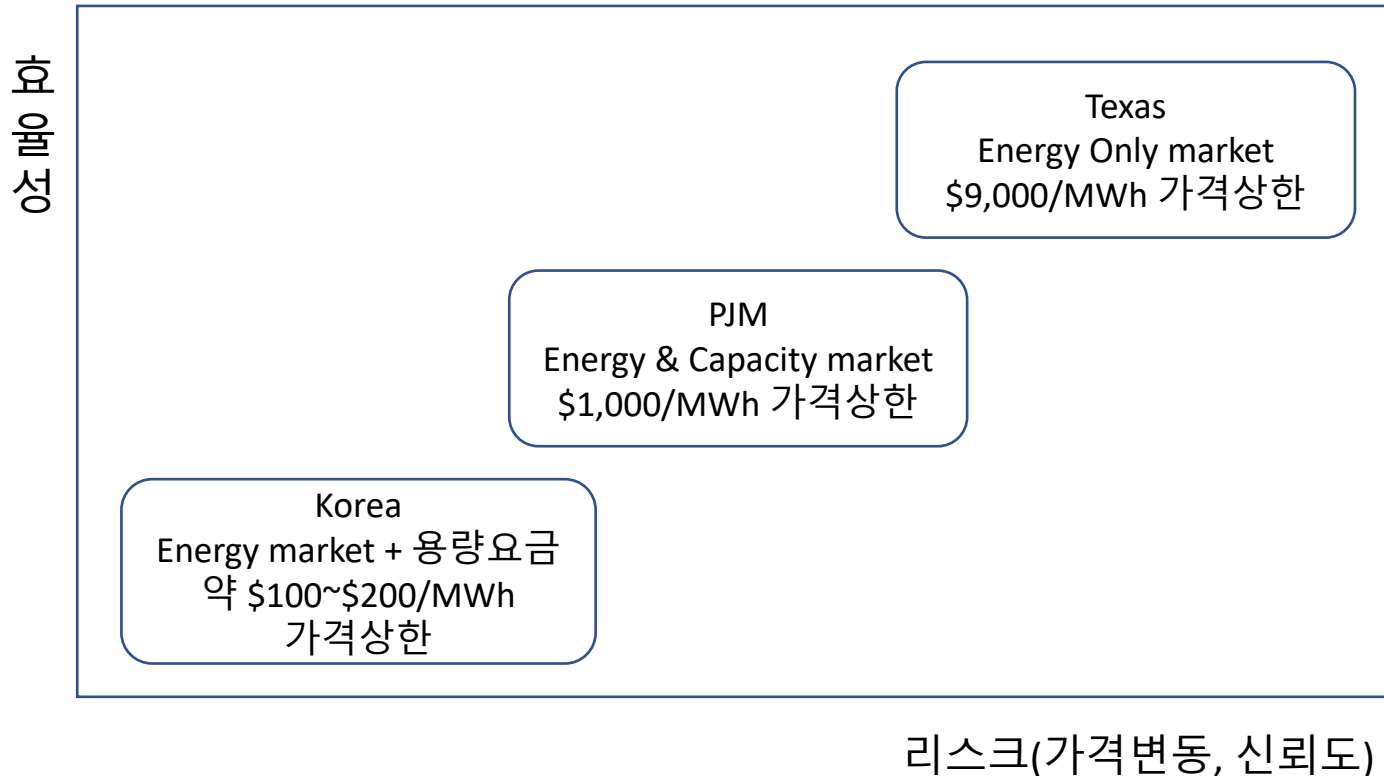 효율성
Texas
Energy Only market
$9,000/MWh 가격상한
PJM
Energy & Capacity market
$1,000/MWh 가격상한
Korea
Energy market + 용량요금
약 $100~$200/MWh
가격상한
리스크(가격변동, 신뢰도)